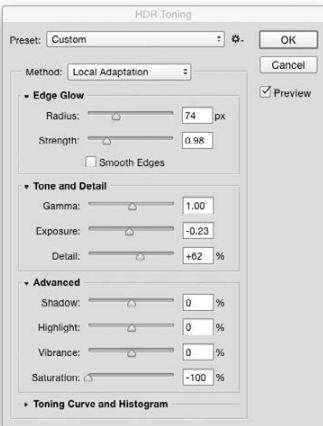 HDR Toning
Preset: Custom
OK
Method: Local Adaptation
Cancel
Preview
Edge Glow
Radius: 74 px
Strength: 0.98
Smooth Edges
Tone and Detail
Gamma: 1.00
Exposure: -0.23
Detail: +62 %
Advanced
Shadow: 0 %
Highlight: 0 %
Vibrance: 0 %
Saturation: -100 %
Toning Curve and Histogram